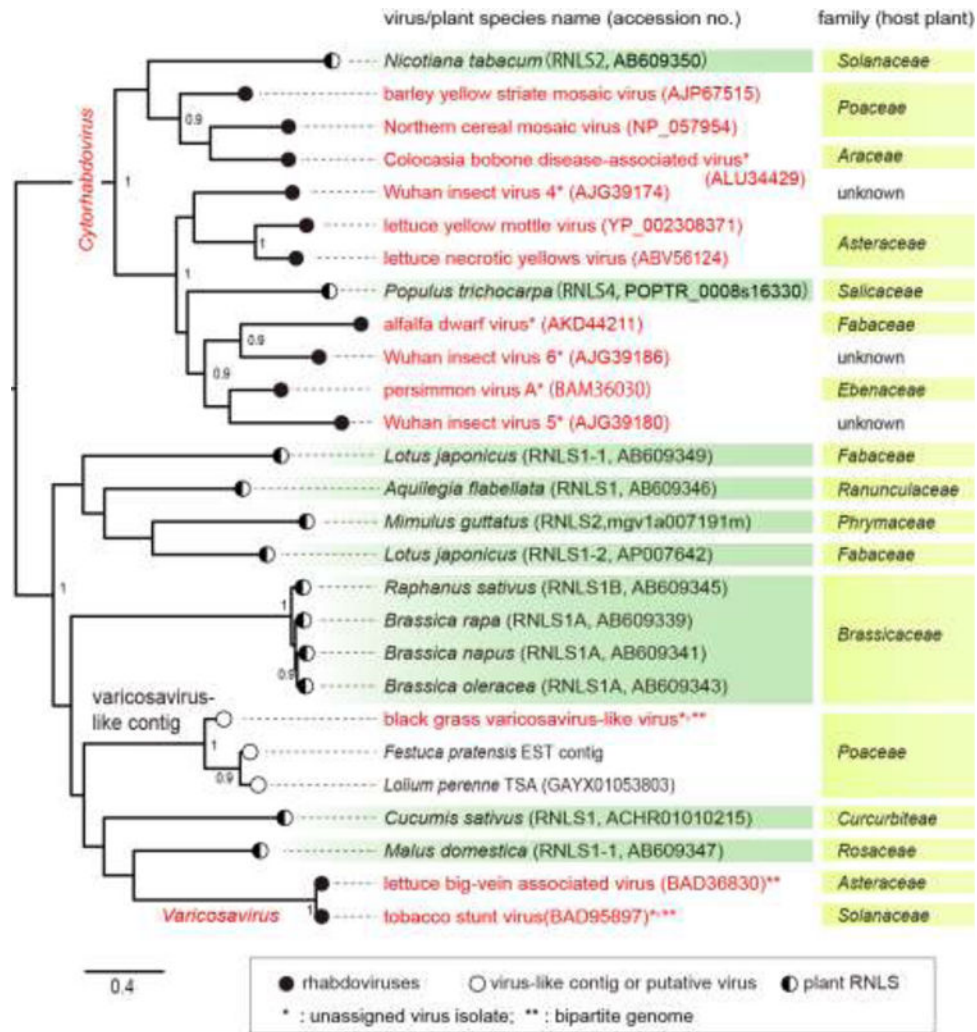 virus/plant species name (accession no.) family (host plant)
Nicotiana tabacum (RNLS2, AB609350) Solanaceae
barley yellow striate mosaic virus (AJP67515)
Poaceae
Northern cereal mosaic virus (NP_057954)
0.9
Colocasia bobone disease-associated virus* Araceae
(ALU34429)
Cytorhabdovirus
1
Wuhan insect virus 4* (AJG39174) unknown
lettuce yellow mottle virus (YP_002308371)
1
Asteraceae
lettuce necrotic yellows virus (ABV56124)
1
Populus trichocarpa (RNLS4, POPTR_0008s16330) Salicaceae
alfalfa dwarf virus* (AKD44211) Fabaceae
0.9
Wuhan insect virus 6* (AJG39186) unknown
0.9
persimmon virus A* (BAM36030) Ebenaceae
Wuhan insect virus 5* (AJG39180) unknown
Lotus japonicus (RNLS1-1, AB609349) Fabaceae
Aquilegia flabellata (RNLS1, AB609346) Ranunculaceae
Mimulus guttatus (RNLS2,mgv1a007191m) Phrymaceae
Lotus japonicus (RNLS1-2, AP007642) Fabaceae
1
Raphanus sativus (RNLS1B, AB609345)
1
Brassica rapa (RNLS1A, AB609339)
Brassicaceae
Brassica napus (RNLS1A, AB609341)
0.9
Brassica oleracea (RNLS1A, AB609343)
varicosavirus-
like contig
black grass varicosavirus-like virus*,**
1
Festuca pratensis EST contig
Poaceae
0.9
Lolium perenne TSA (GAYX01053803)
Cucumis sativus (RNLS1, ACHR01010215) Curcurbiteae
Malus domestica (RNLS1-1, AB609347) Rosaceae
lettuce big-vein associated virus (BAD36830)** Asteraceae
Varicosavirus
1
tobacco stunt virus(BAD95897)*,** Solanaceae
0.4
rhabdoviruses virus-like contig or putative virus plant RNLS
* : unassigned virus isolate; ** : bipartite genome